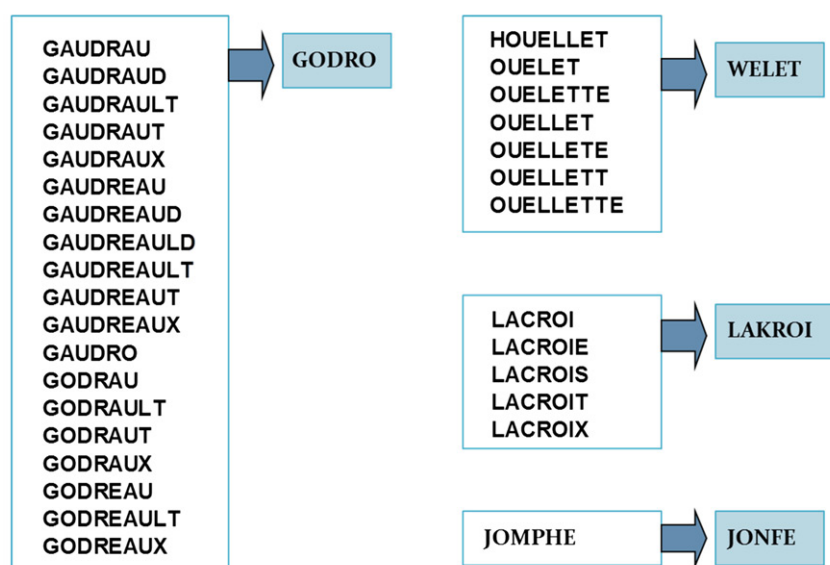 GAUDRAU
GAUDRAUD
GAUDRAULT
GAUDRAUT
GAUDRAUX
GAUDREAU
GAUDREAUD
GAUDREAULD
GAUDREAULT
GAUDREAUT
GAUDREAUX
GAUDRO
GODRAU
GODRAULT
GODRAUT
GODRAUX
GODREAU
GODREAULT
GODREAUX
GODRO
HOUELLET
OUELET
OUELETTE
OUELLET
OUELLETE
OUELLETT
OUELLETTE
WELET
LACROI
LACROIE
LACROIS
LACROIT
LACROIX
LAKROI
JOMPHE
JONFE